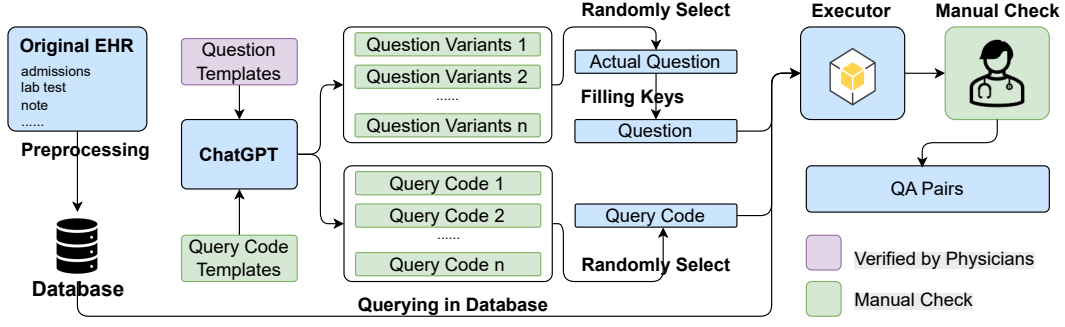 Original EHR
admissions
lab test
note
......
Preprocessing
Database
Question
Templates
ChatGPT
Query Code
Templates
Question Variants 1
Question Variants 2
......
Question Variants n
Query Code 1
Query Code 2
......
Query Code n
Randomly Select
Actual Question
Filling Keys
Question
Query Code
Randomly Select
Querying in Database
Executor
Manual Check
QA Pairs
Verified by Physicians
Manual Check